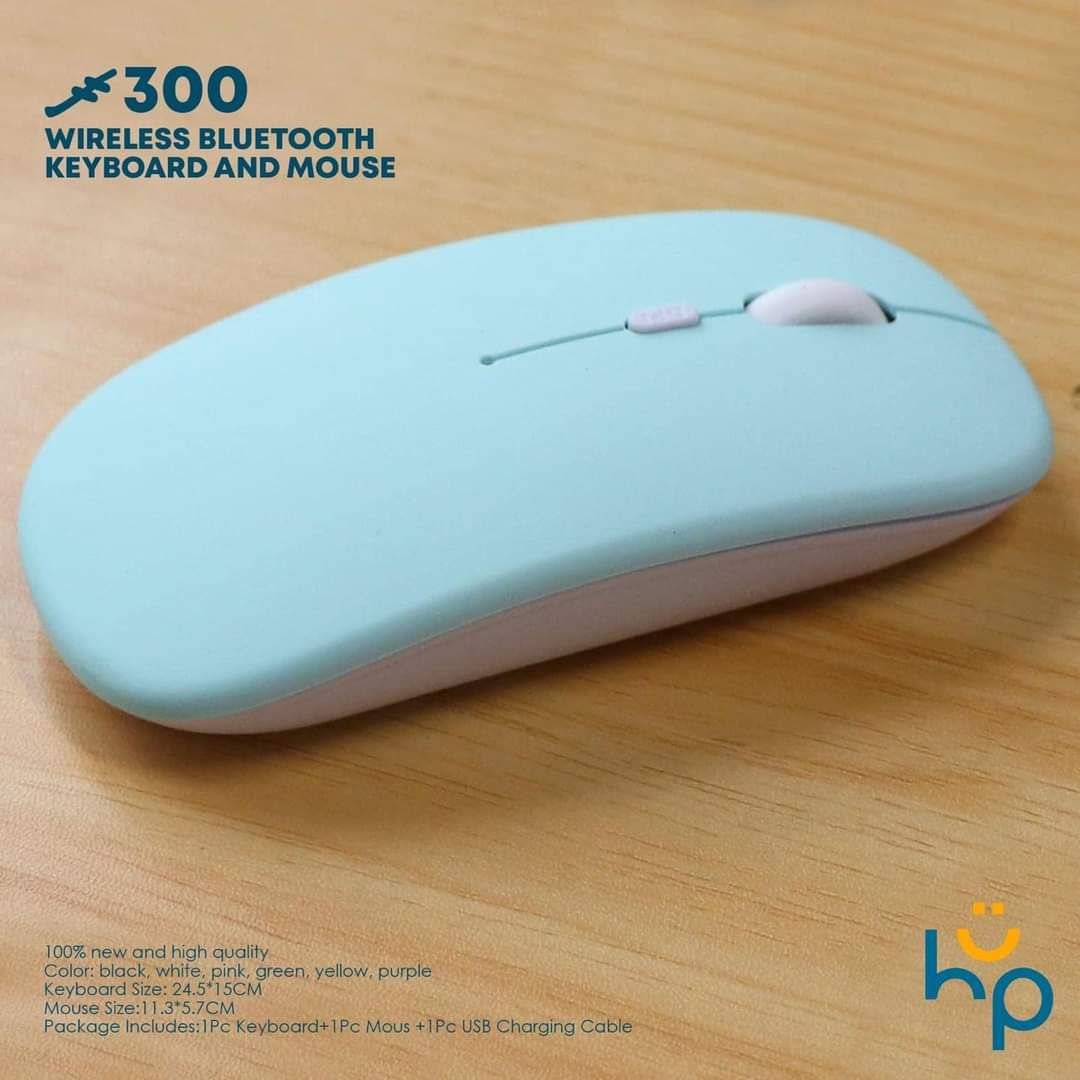 300
WIRELESS BLUETOOTH
KEYBOARD AND MOUSE
100% new and high quality
Color: black, white, pink, green, yellow, purple
Keyboard Size: 24.5*15CM
Mouse Size:11.3*5.7CM
Package Includes:1Pc Keyboard+1Pc Mous +1Pc USB Charging Cable
hp